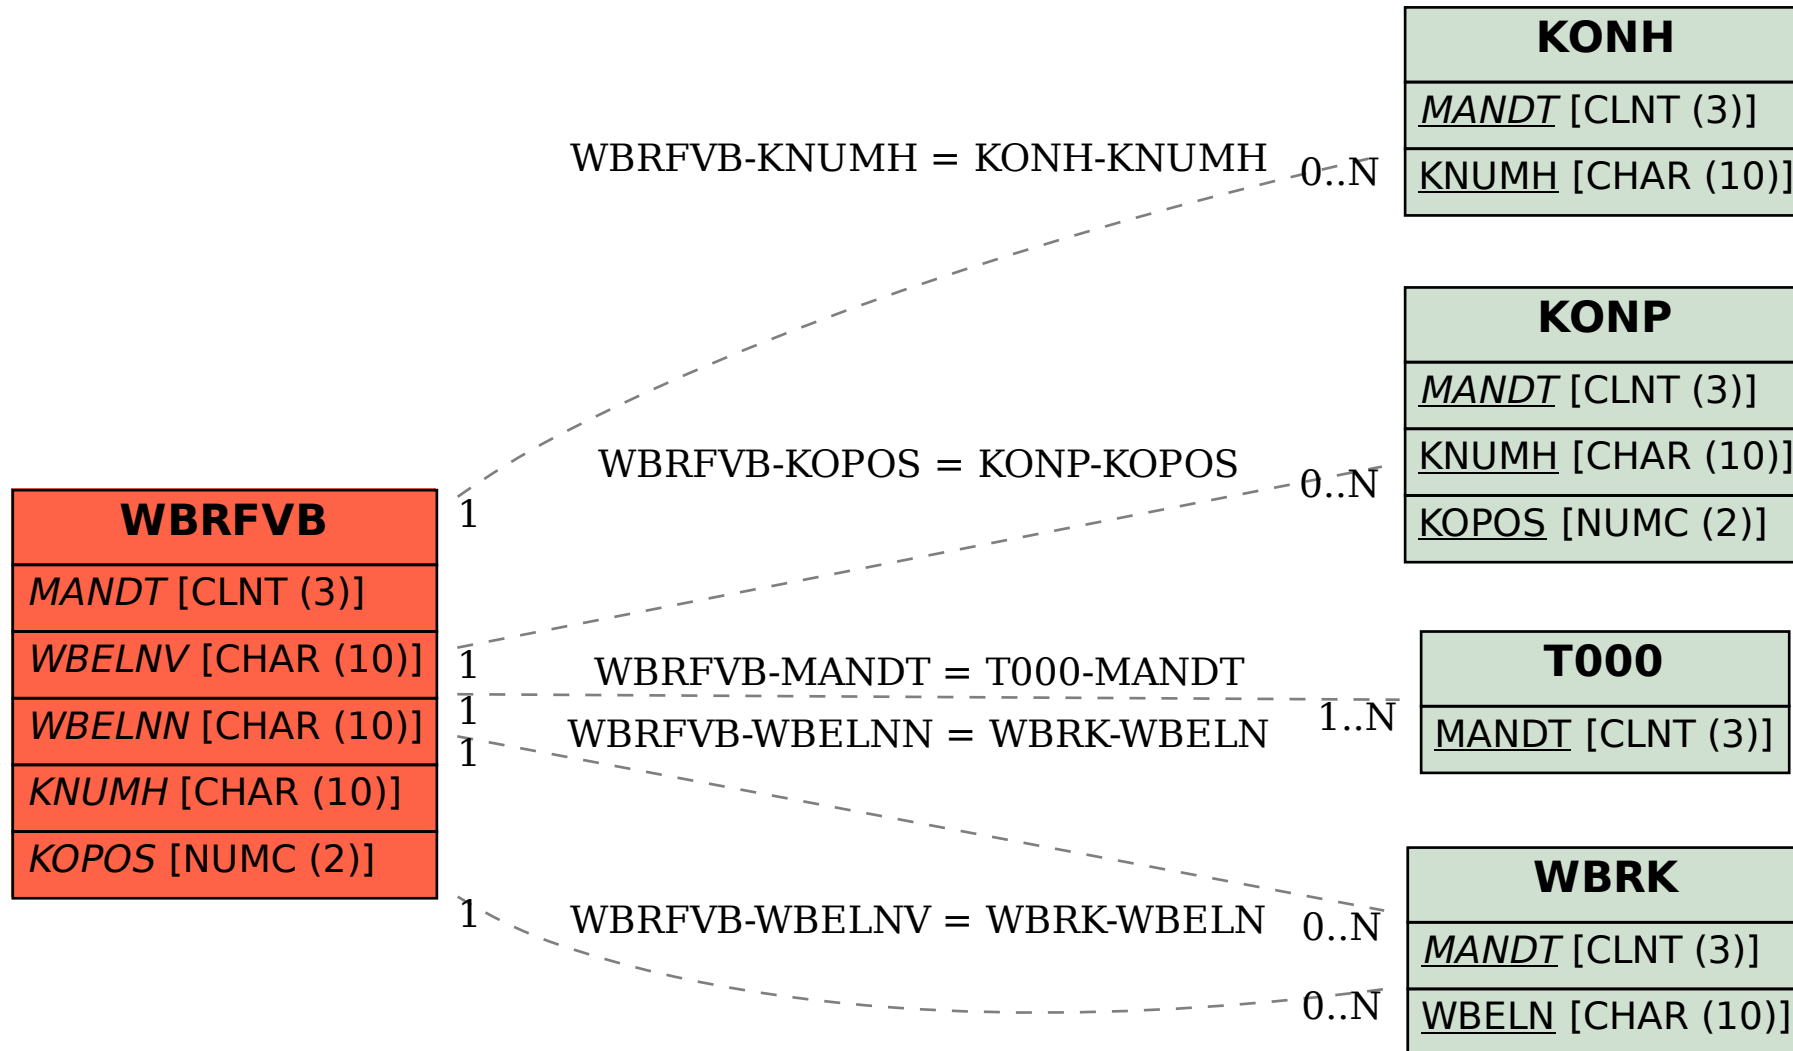 WBRFVB
MANDT [CLNT (3)]
WBELNV [CHAR (10)]
WBELNN [CHAR (10)]
KNUMH [CHAR (10)]
KOPOS [NUMC (2)]
WBRFVB-KNUMH = KONH-KNUMH
1
0..N
WBRFVB-KOPOS = KONP-KOPOS
1
0..N
WBRFVB-MANDT = T000-MANDT
1
1..N
WBRFVB-WBELNN = WBRK-WBELN
1
0..N
WBRFVB-WBELNV = WBRK-WBELN
1
0..N
KONH
MANDT [CLNT (3)]
KNUMH [CHAR (10)]
KONP
MANDT [CLNT (3)]
KNUMH [CHAR (10)]
KOPOS [NUMC (2)]
T000
MANDT [CLNT (3)]
WBRK
MANDT [CLNT (3)]
WBELN [CHAR (10)]